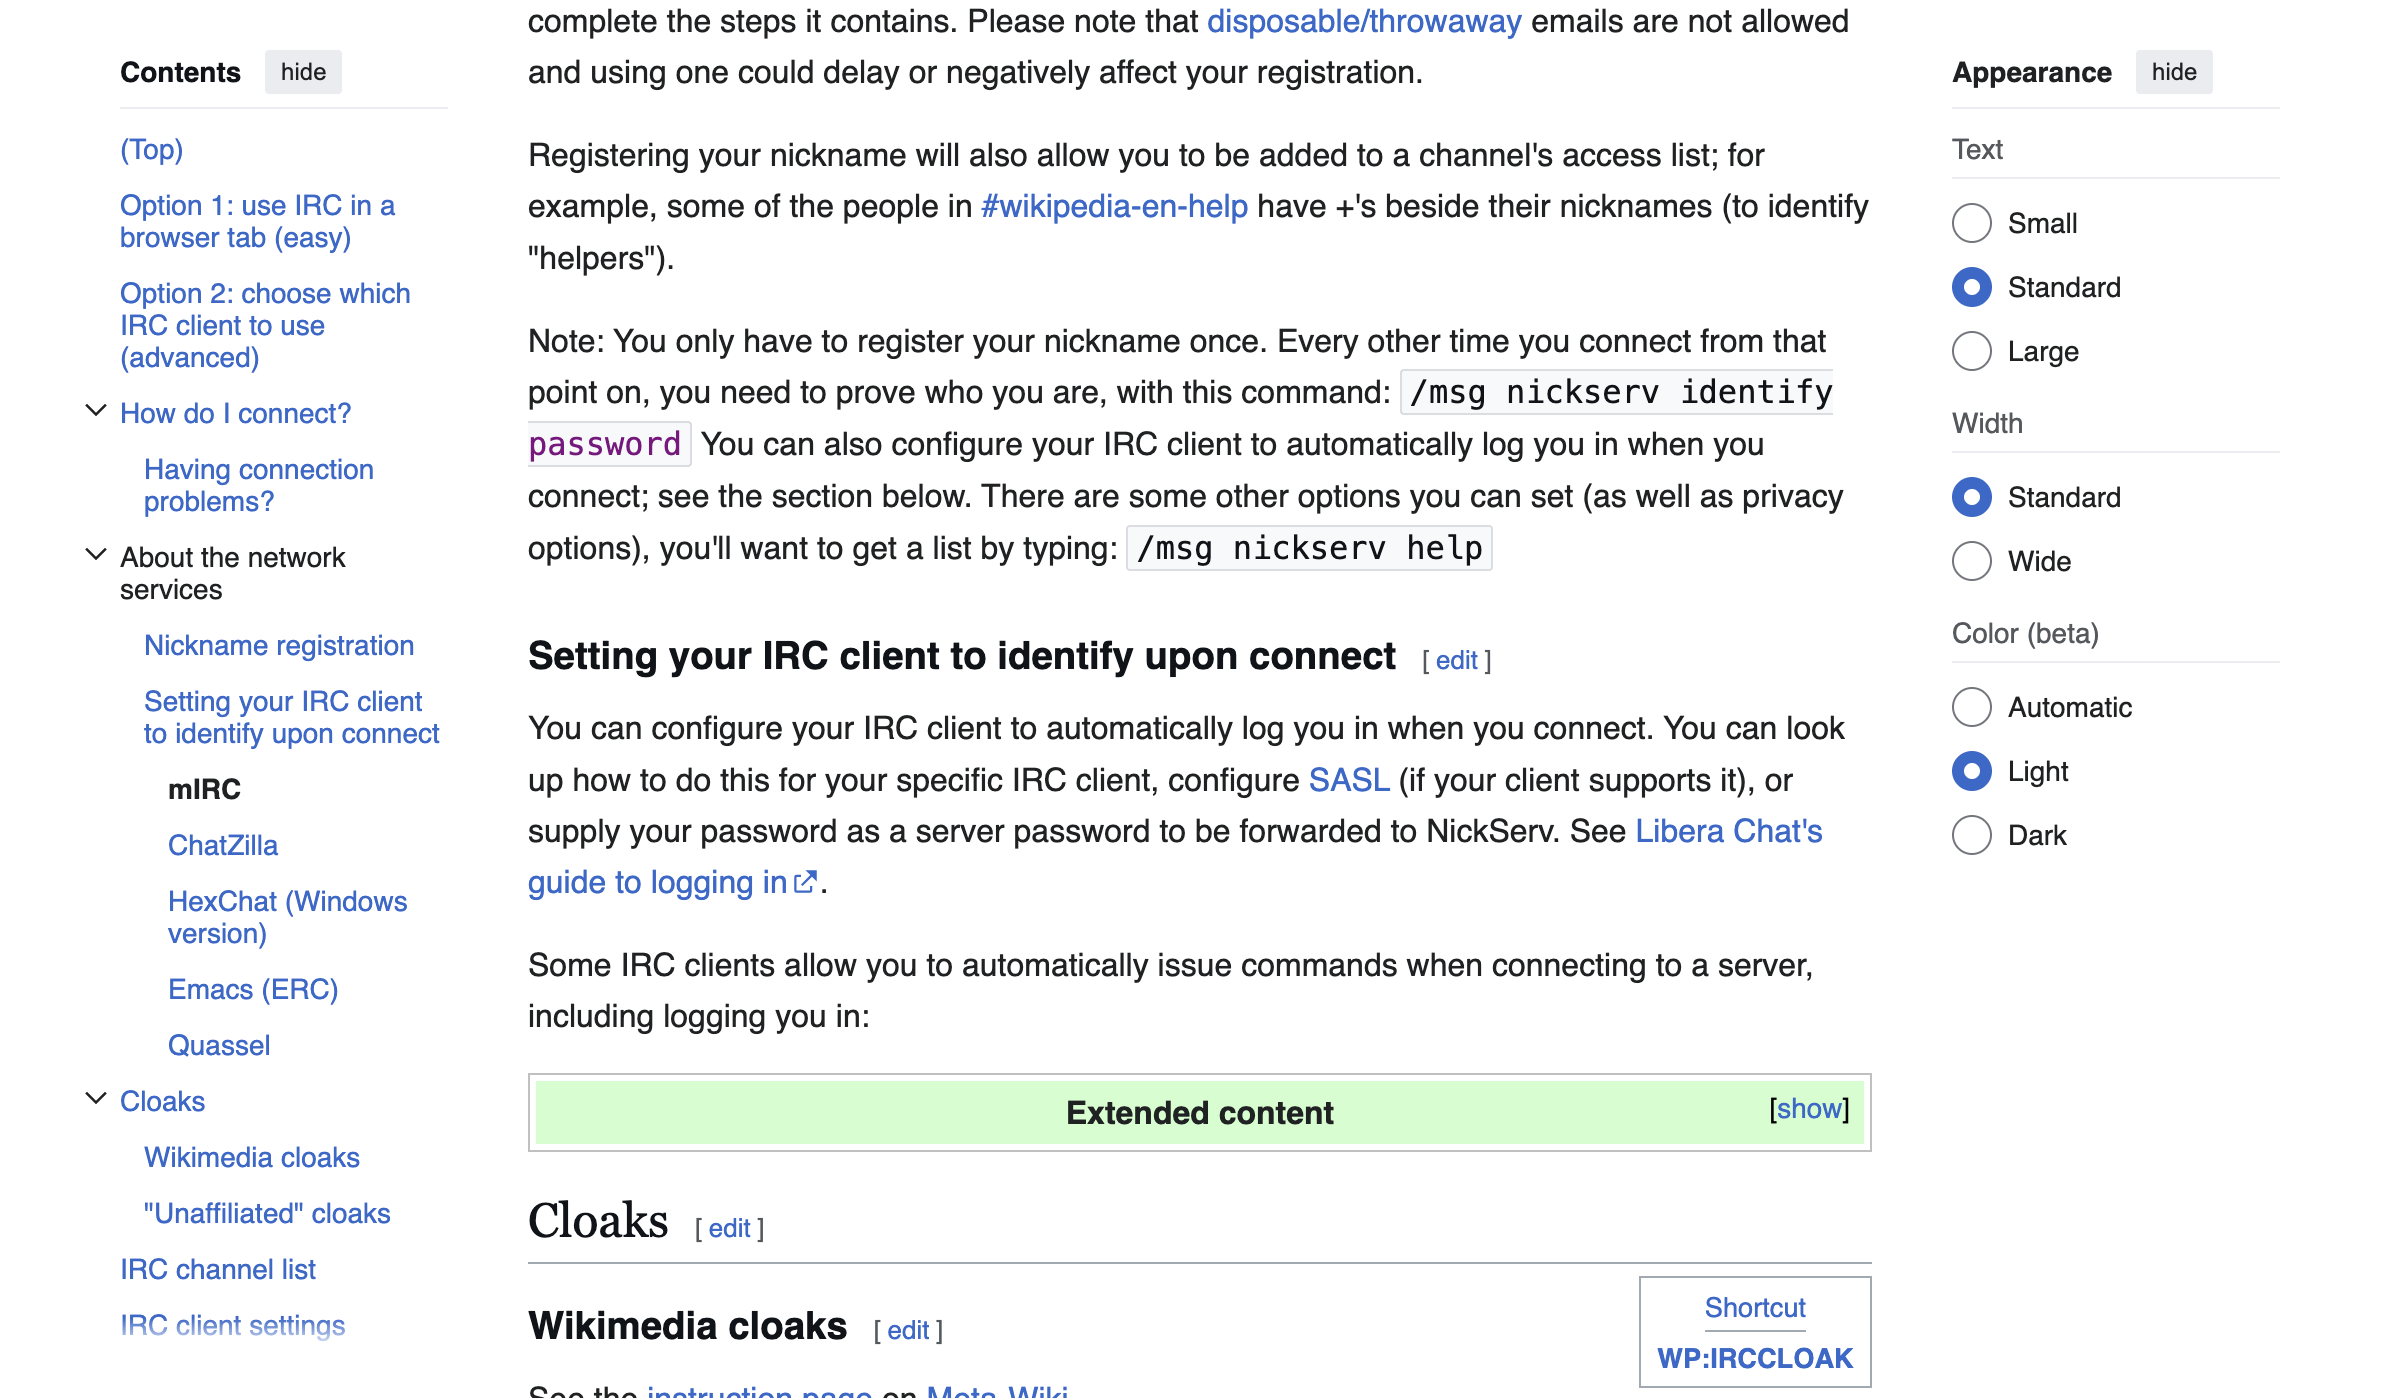 Contents hide
(Top)
Option 1: use IRC in a
browser tab (easy)
Option 2: choose which
IRC client to use
(advanced)
How do I connect?
Having connection
problems?
About the network
services
Nickname registration
Setting your IRC client
to identify upon connect
mIRC
ChatZilla
HexChat (Windows
version)
Emacs (ERC)
Quassel
Cloaks
Wikimedia cloaks
"Unaffiliated" cloaks
IRC channel list
IRC client settings
complete the steps it contains. Please note that disposable/throwaway emails are not allowed
and using one could delay or negatively affect your registration.
Registering your nickname will also allow you to be added to a channel's access list; for
example, some of the people in #wikipedia-en-help have +'s beside their nicknames (to identify
"helpers").
Note: You only have to register your nickname once. Every other time you connect from that
point on, you need to prove who you are, with this command: /msg nickserv identify
password You can also configure your IRC client to automatically log you in when you
connect; see the section below. There are some other options you can set (as well as privacy
options), you'll want to get a list by typing: /msg nickserv help
Setting your IRC client to identify upon connect [ edit ]
You can configure your IRC client to automatically log you in when you connect. You can look
up how to do this for your specific IRC client, configure SASL (if your client supports it), or
supply your password as a server password to be forwarded to NickServ. See Libera Chat's
guide to logging in.
Some IRC clients allow you to automatically issue commands when connecting to a server,
including logging you in:
Extended content [show]
Cloaks [ edit ]
Wikimedia cloaks [ edit ]
Shortcut
WP:IRCCLOAK
See the instruction page on Meta-Wiki
Appearance hide
Text
Small
Standard
Large
Width
Standard
Wide
Color (beta)
Automatic
Light
Dark